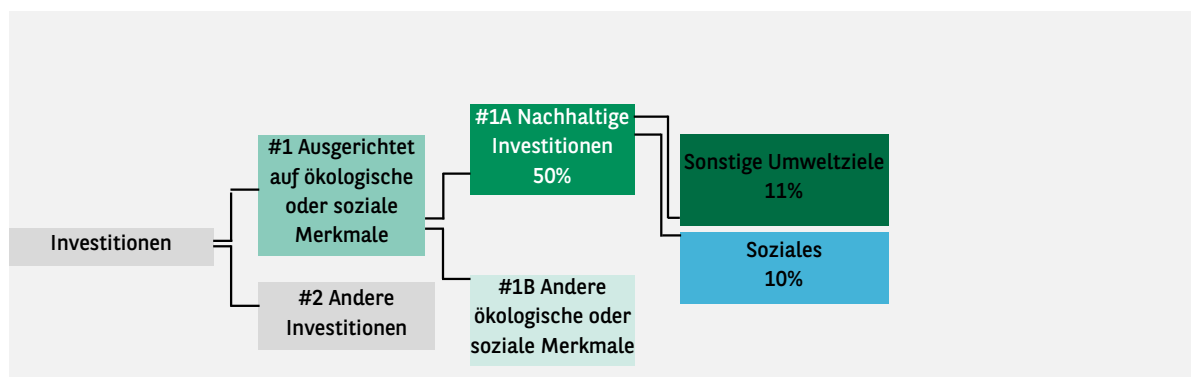 Investitionen
#1 Ausgerichtet
auf ökologische
oder soziale
Merkmale
#2 Andere
Investitionen
#1A Nachhaltige
Investitionen
50%
#1B Andere
ökologische oder
soziale Merkmale
Sonstige Umweltziele
11%
Soziales
10%